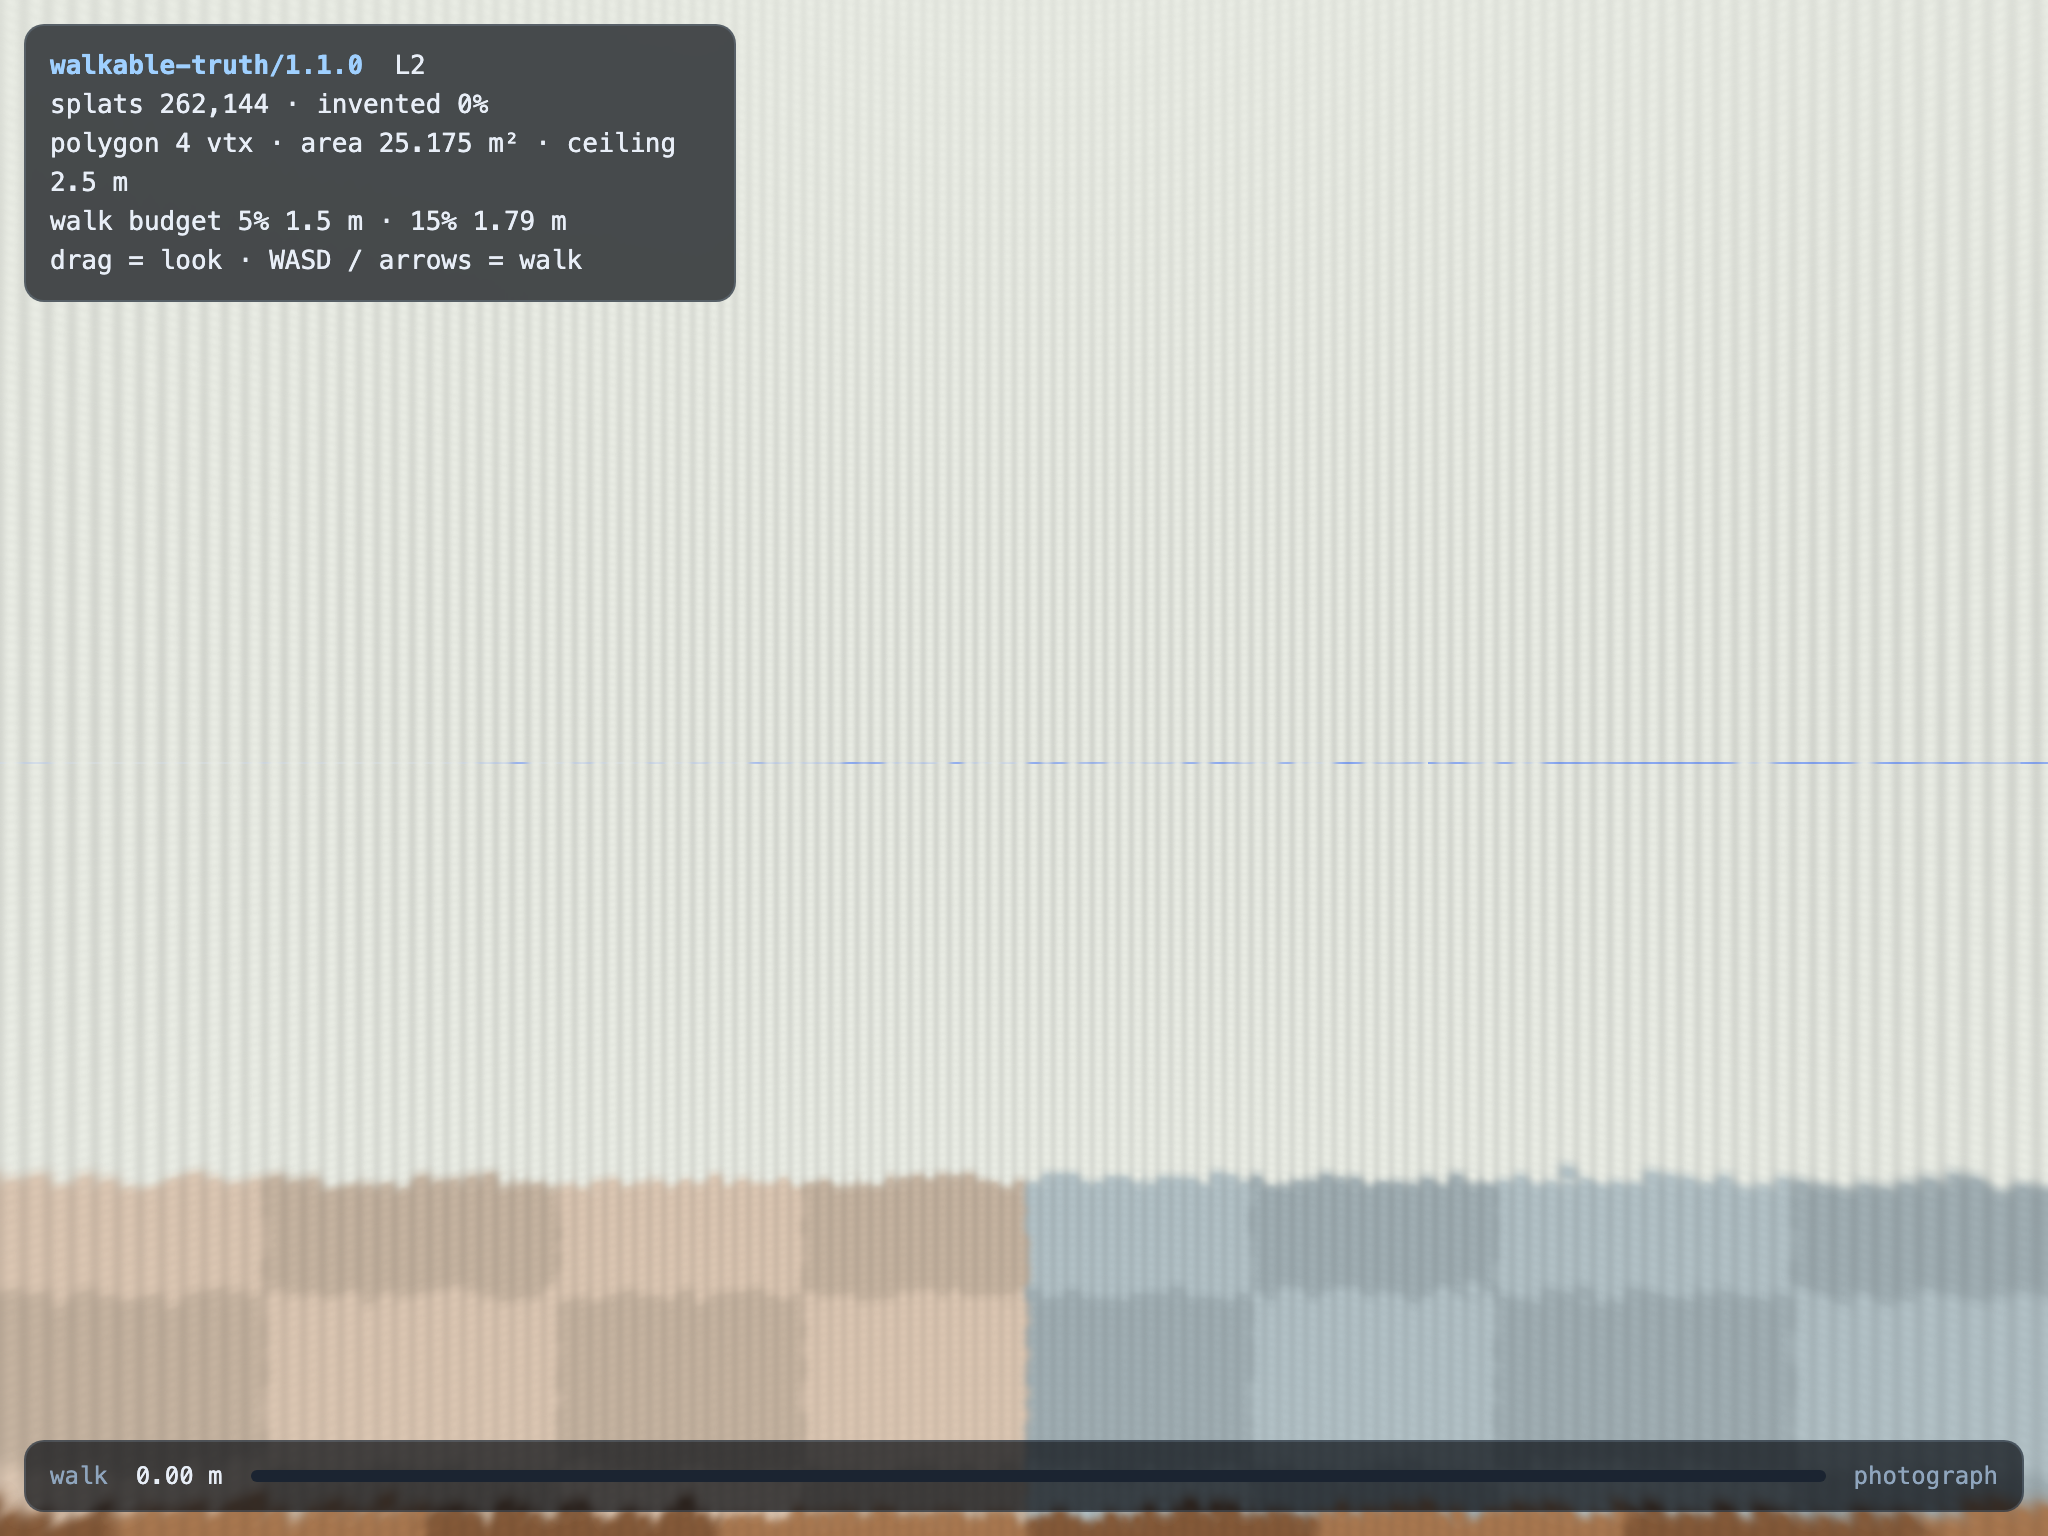 walkable-truth/1.1.0 L2
splats 262,144 · invented 0%
polygon 4 vtx · area 25.175 m² · ceiling
2.5 m
walk budget 5% 1.5 m · 15% 1.79 m
drag = look · WASD / arrows = walk
walk 0.00 m photograph